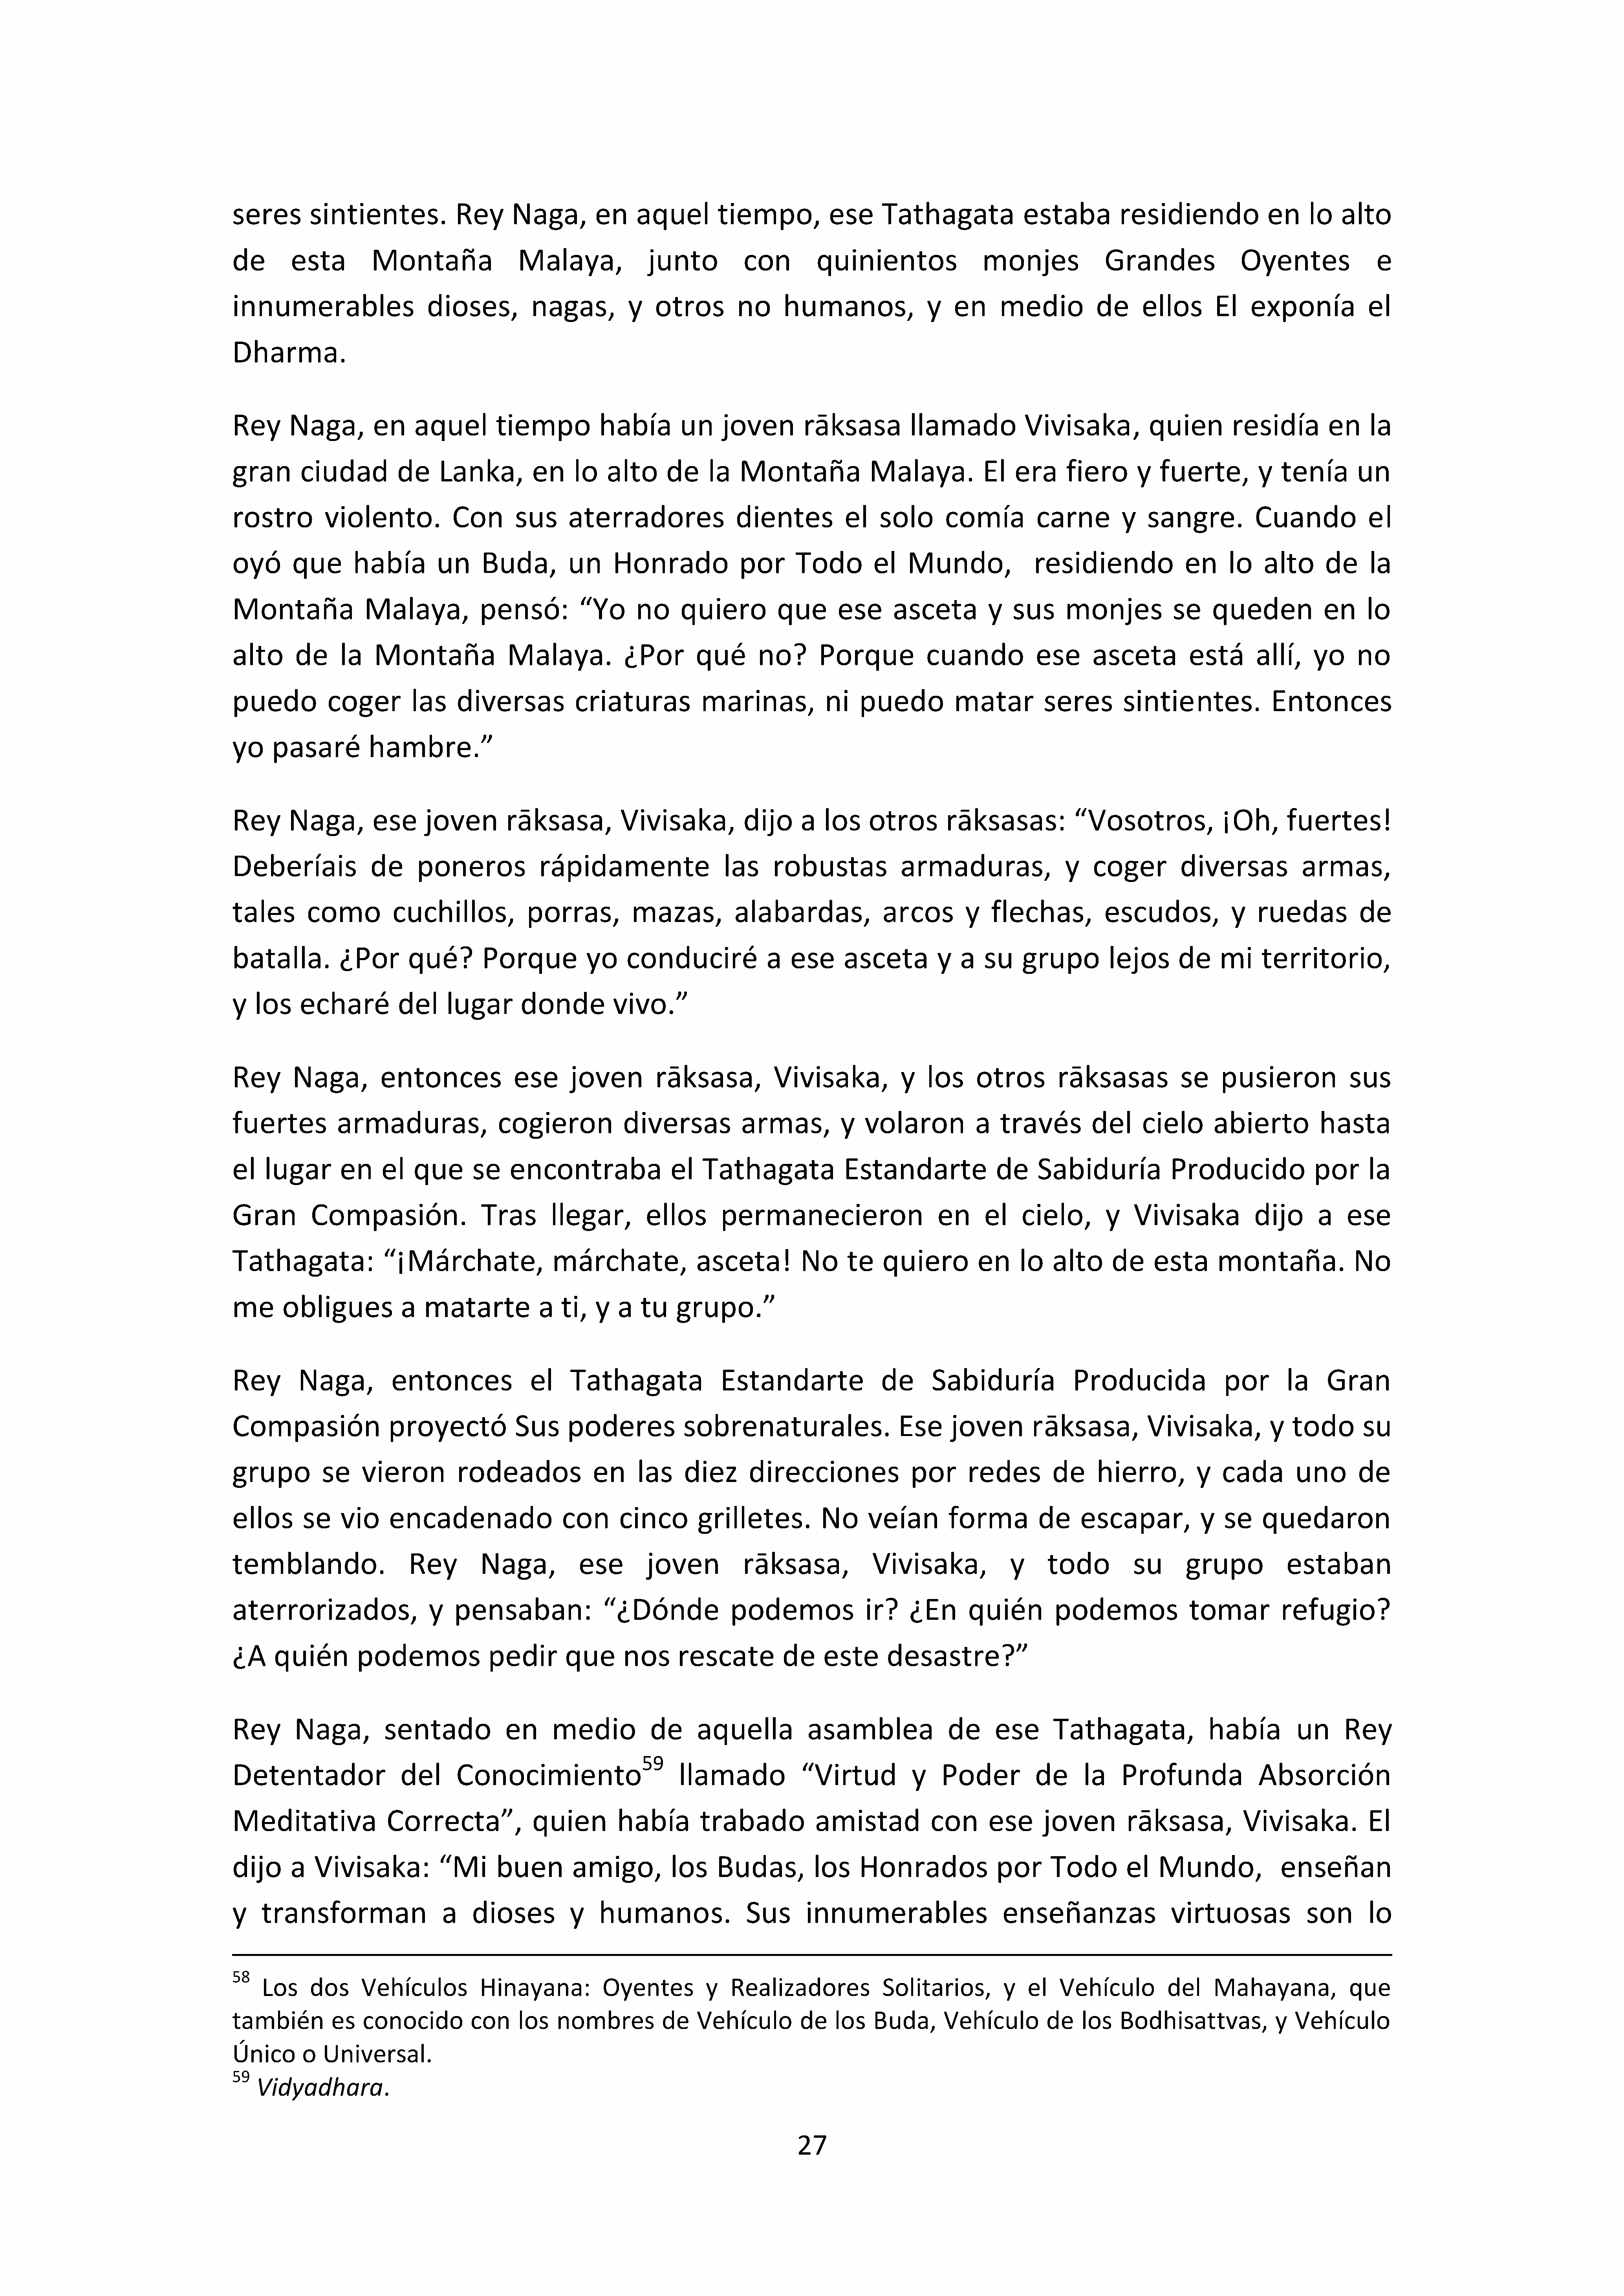 seres sintientes. Rey Naga, en aquel tiempo, ese Tathagata estaba residiendo en lo alto
de esta Montaña Malaya, junto con quinientos monjes Grandes Oyentes e
innumerables dioses, nagas, y otros no humanos, y en medio de ellos El exponía el
Dharma.
Rey Naga, en aquel tiempo había un joven rāksasa llamado Vivisaka, quien residía en la
gran ciudad de Lanka, en lo alto de la Montaña Malaya. El era fiero y fuerte, y tenía un
rostro violento. Con sus aterradores dientes el solo comía carne y sangre. Cuando el
oyó que había un Buda, un Honrado por Todo el Mundo, residiendo en lo alto de la
Montaña Malaya, pensó: “Yo no quiero que ese asceta y sus monjes se queden en lo
alto de la Montaña Malaya. ¿Por qué no? Porque cuando ese asceta está allí, yo no
puedo coger las diversas criaturas marinas, ni puedo matar seres sintientes. Entonces
yo pasaré hambre.”
Rey Naga, ese joven rāksasa, Vivisaka, dijo a los otros rāksasas: “Vosotros, ¡Oh, fuertes!
Deberíais de poneros rápidamente las robustas armaduras, y coger diversas armas,
tales como cuchillos, porras, mazas, alabardas, arcos y flechas, escudos, y ruedas de
batalla. ¿Por qué? Porque yo conduciré a ese asceta y a su grupo lejos de mi territorio,
y los echaré del lugar donde vivo.”
Rey Naga, entonces ese joven rāksasa, Vivisaka, y los otros rāksasas se pusieron sus
fuertes armaduras, cogieron diversas armas, y volaron a través del cielo abierto hasta
el lugar en el que se encontraba el Tathagata Estandarte de Sabiduría Producido por la
Gran Compasión. Tras llegar, ellos permanecieron en el cielo, y Vivisaka dijo a ese
Tathagata: “¡Márchate, márchate, asceta! No te quiero en lo alto de esta montaña. No
me obligues a matarte a ti, y a tu grupo.”
Rey Naga, entonces el Tathagata Estandarte de Sabiduría Producida por la Gran
Compasión proyectó Sus poderes sobrenaturales. Ese joven rāksasa, Vivisaka, y todo su
grupo se vieron rodeados en las diez direcciones por redes de hierro, y cada uno de
ellos se vio encadenado con cinco grilletes. No veían forma de escapar, y se quedaron
temblando. Rey Naga, ese joven rāksasa, Vivisaka, y todo su grupo estaban
aterrorizados, y pensaban: “¿Dónde podemos ir? ¿En quién podemos tomar refugio?
¿A quién podemos pedir que nos rescate de este desastre?”
Rey Naga, sentado en medio de aquella asamblea de ese Tathagata, había un Rey
Detentador del Conocimiento59 llamado “Virtud y Poder de la Profunda Absorción
Meditativa Correcta”, quien había trabado amistad con ese joven rāksasa, Vivisaka. El
dijo a Vivisaka: “Mi buen amigo, los Budas, los Honrados por Todo el Mundo, enseñan
y transforman a dioses y humanos. Sus innumerables enseñanzas virtuosas son lo
58 Los dos Vehículos Hinayana: Oyentes y Realizadores Solitarios, y el Vehículo del Mahayana, que
también es conocido con los nombres de Vehículo de los Buda, Vehículo de los Bodhisattvas, y Vehículo
Único o Universal.
59 Vidyadhara.
27